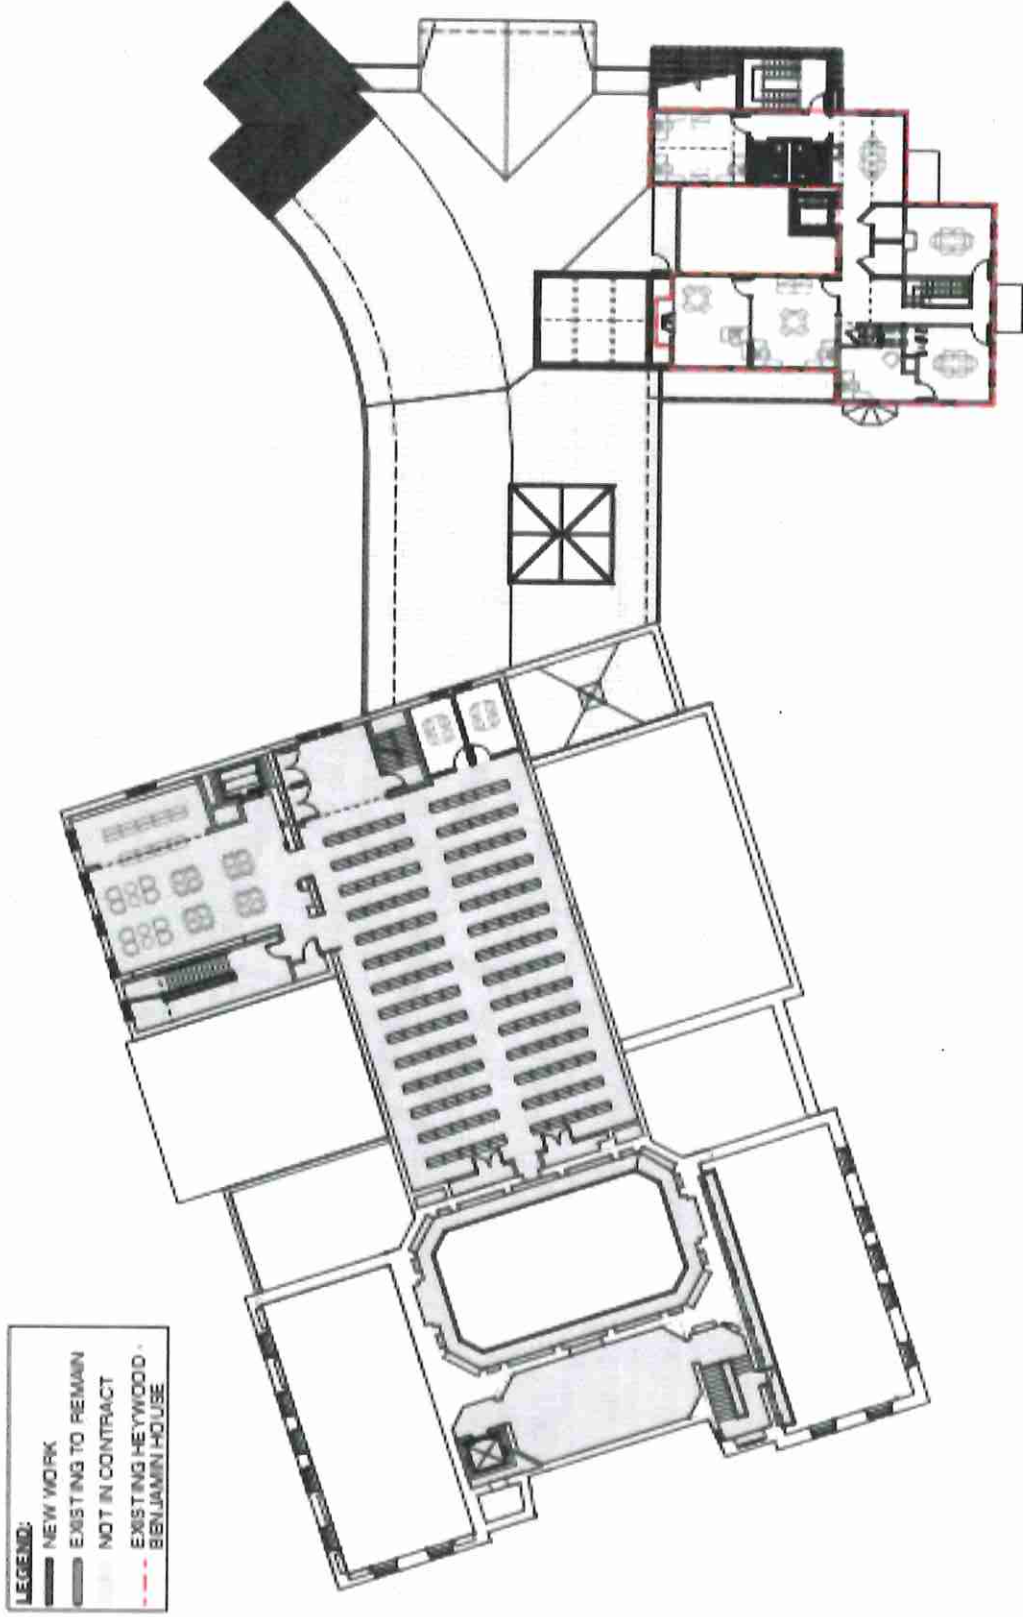 LEGEND:
NEW WORK
EXISTING TO REMAIN
NOT IN CONTRACT
EXISTING HEYWOOD -
BENJAMIN HOUSE